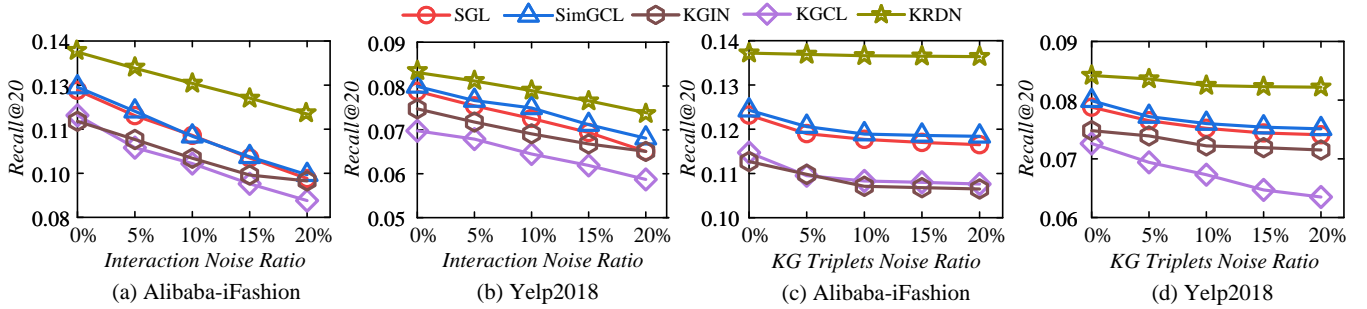 SGL SimGCL KGIN KGCL KRDN
0.14
0.13
0.11
0.10
0.08
Recall@20
0% 5% 10% 15% 20%
Interaction Noise Ratio
(a) Alibaba-iFashion
0.09
0.08
0.07
0.06
0.05
Recall@20
0% 5% 10% 15% 20%
Interaction Noise Ratio
(b) Yelp2018
0.14
0.13
0.12
0.11
0.10
Recall@20
0% 5% 10% 15% 20%
KG Triplets Noise Ratio
(c) Alibaba-iFashion
0.09
0.08
0.07
0.06
Recall@20
0% 5% 10% 15% 20%
KG Triplets Noise Ratio
(d) Yelp2018